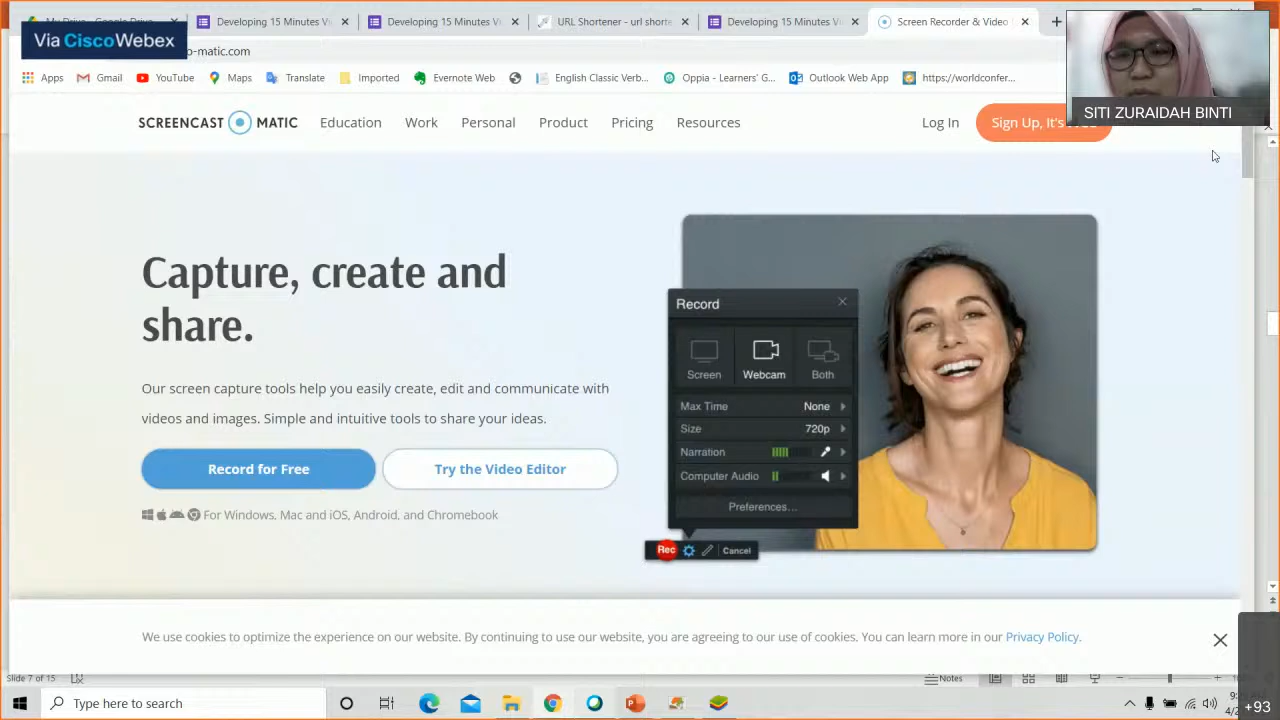 My Drive - Google Drive
Developing 15 Minutes Vi
Developing 15 Minutes Vi
URL Shortener - url shorte
Developing 15 Minutes Vi
Screen Recorder & Video
Via Cisco Webex
o-matic.com
Apps
Gmail
YouTube
Maps
Translate
Imported
Evernote Web
English Classic Verb...
Oppia - Learners' G...
Outlook Web App
https://worldconfer...
SITI ZURAIDAH BINTI
SCREENCAST MATIC
Education
Work
Personal
Product
Pricing
Resources
Log In
Sign Up, It's
Capture, create and
share.
Our screen capture tools help you easily create, edit and communicate with
videos and images. Simple and intuitive tools to share your ideas.
Record for Free
Try the Video Editor
For Windows, Mac and iOS, Android, and Chromebook
Record
Screen
Webcam
Both
Max Time None
Size 720p
Narration
Computer Audio
Preferences...
Rec
Cancel
We use cookies to optimize the experience on our website. By continuing to use our website, you are agreeing to our use of cookies. You can learn more in our Privacy Policy.
Slide 7 of 15
Notes
Type here to search
+93